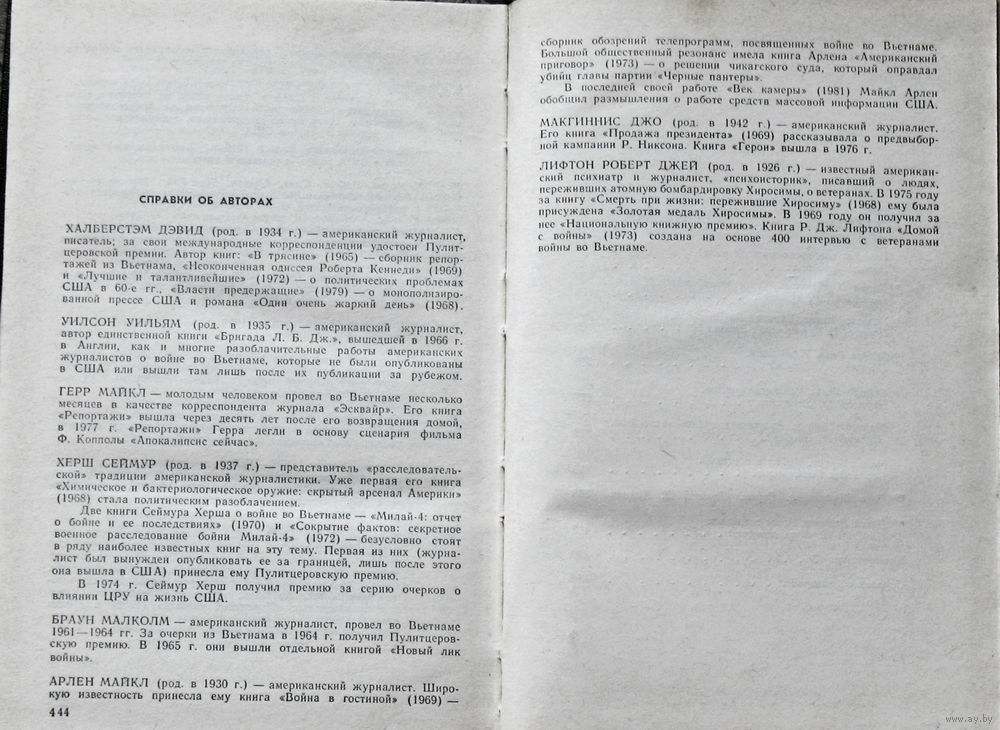 СПРАВКИ ОБ АВТОРАХ
ХАЛБЕРСТЭМ ДЭВИД (род. в 1934 г.) — американский журналист,
писатель; за свои международные корреспонденции удостоен Пулит-
церовской премии. Автор книг: «В трясине» (1965) — сборник репор-
тажей из Вьетнама, «Неоконченная одиссея Роберта Кеннеди» (1969)
и «Лучшие и талантливейшие» (1972) — о политических проблемах
США в 60-е гг., «Власти предержащие» (1979) — о монополизиро-
ванной прессе США и романа «Один очень жаркий день» (1968).
УИЛСОН УИЛЬЯМ (род. в 1935 г.) — американский журналист,
автор единственной книги «Бригада Л. Б. Дж.», вышедшей в 1966 г.
в Англии, как и многие разоблачительные работы американских
журналистов о войне во Вьетнаме, которые не были опубликованы
в США или вышли там лишь после их публикации за рубежом.
ГЕРР МАЙКЛ — молодым человеком провел во Вьетнаме несколько
месяцев в качестве корреспондента журнала «Эсквайр». Его книга
«Репортажи» вышла через десять лет после его возвращения домой,
в 1977 г. «Репортажи» Герра легли в основу сценария фильма
Ф. Копполы «Апокалипсис сейчас».
ХЕРШ СЕЙМУР (род. в 1937 г.) — представитель «расследователь-
ской» традиции американской журналистики. Уже первая его книга
«Химическое и бактериологическое оружие: скрытый арсенал Америки»
(1968) стала политическим разоблачением.
Две книги Сеймура Херша о войне во Вьетнаме — «Милай-4: отчет
о бойне и ее последствиях» (1970) и «Сокрытие фактов: секретное
военное расследование бойни Милай-4» (1972) — безусловно стоят
в ряду наиболее известных книг на эту тему. Первая из них (журна-
лист был вынужден опубликовать ее за границей, лишь после этого
она вышла в США) принесла ему Пулитцеровскую премию.
В 1974 г. Сеймур Херш получил премию за серию очерков о
влиянии ЦРУ на жизнь США.
БРАУН МАЛКОЛМ — американский журналист, провел во Вьетнаме
1961—1964 гг. За очерки из Вьетнама в 1964 г. получил Пулитцеров-
скую премию. В 1965 г. они вышли отдельной книгой «Новый лик
войны».
АРЛЕН МАЙКЛ (род. в 1930 г.) — американский журналист. Широ-
кую известность принесла ему книга «Война в гостиной» (1969) —
444
сборник обозрений телепрограмм, посвященных войне во Вьетнаме.
Большой общественный резонанс имела книга Арлена «Американский
приговор» (1973) — о решении чикагского суда, который оправдал
убийц главы партии «Черные пантеры».
В последней своей работе «Век камеры» (1981) Майкл Арлен
обобщил размышления о работе средств массовой информации США.
МАКГИННИС ДЖО (род. в 1942 г.) — американский журналист.
Его книга «Продажа президента» (1969) рассказывала о предвыбор-
ной кампании Р. Никсона. Книга «Герои» вышла в 1976 г.
ЛИФТОН РОБЕРТ ДЖЕЙ (род. в 1926 г.) — известный американ-
ский психиатр и журналист, «психоисторик», писавший о людях,
переживших атомную бомбардировку Хиросимы, о ветеранах. В 1975 году
за книгу «Смерть при жизни: пережившие Хиросиму» (1968) ему была
присуждена «Золотая медаль Хиросимы». В 1969 году он получил за
нее «Национальную книжную премию». Книга Р. Дж. Лифтона «Домой
с войны» (1973) создана на основе 400 интервью с ветеранами
войны во Вьетнаме.
www.ay.by